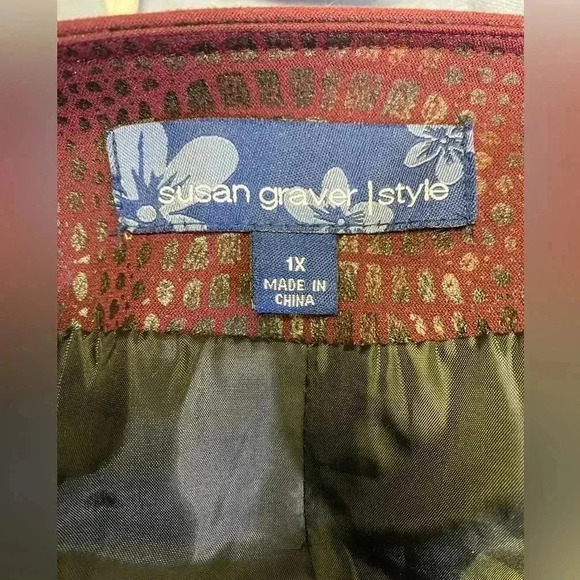 susan graver | style
1X
MADE IN
CHINA